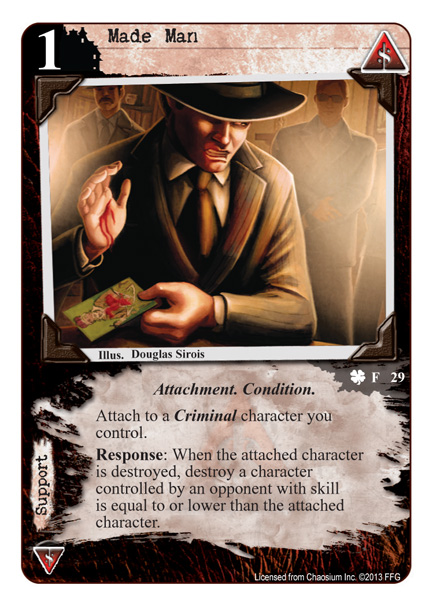 1
Made Man
Illus. Douglas Sirois
F 29
Attachment. Condition.
Attach to a Criminal character you
control.
Response: When the attached character
is destroyed, destroy a character
controlled by an opponent with skill
is equal to or lower than the attached
character.
Support
Licensed from Chaosium Inc. ©2013 FFG